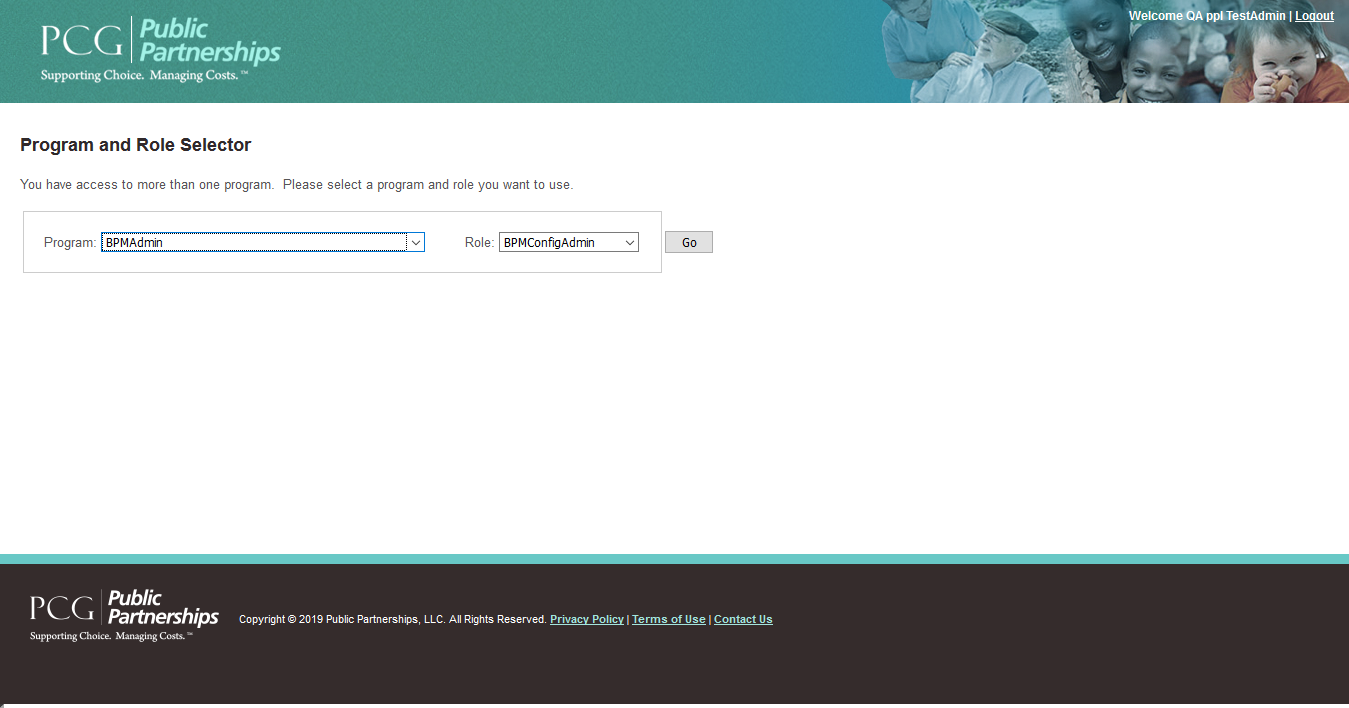 Welcome QA ppl TestAdmin | Logout
PCG Public Partnerships
Supporting Choice. Managing Costs.™
Program and Role Selector
You have access to more than one program.  Please select a program and role you want to use.
Program: BPMAdmin Role: BPMConfigAdmin Go
PCG Public Partnerships
Supporting Choice. Managing Costs.™
Copyright © 2019 Public Partnerships, LLC. All Rights Reserved. Privacy Policy | Terms of Use | Contact Us